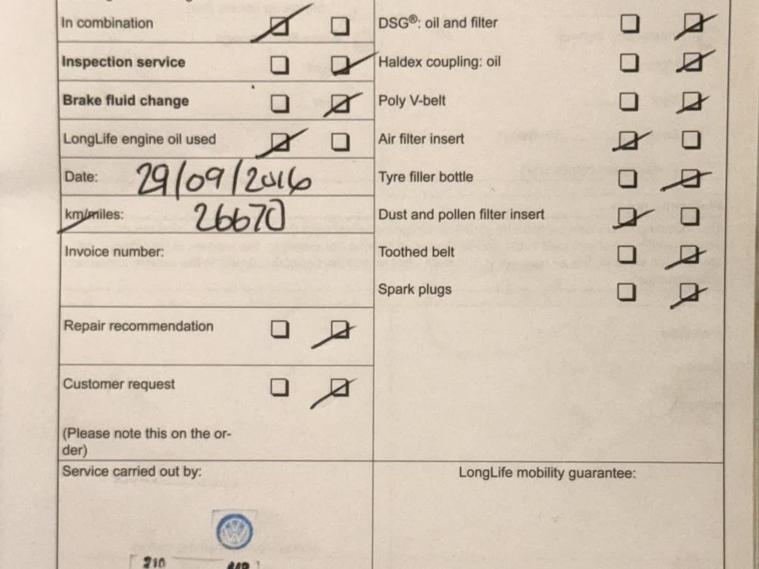 In combination
Inspection service
Brake fluid change
LongLife engine oil used
Date: 29/09/2016
km/miles: 26670
Invoice number:
Repair recommendation
Customer request
(Please note this on the or-
der)
Service carried out by:
210
DSG®: oil and filter
Haldex coupling: oil
Poly V-belt
Air filter insert
Tyre filler bottle
Dust and pollen filter insert
Toothed belt
Spark plugs
LongLife mobility guarantee: